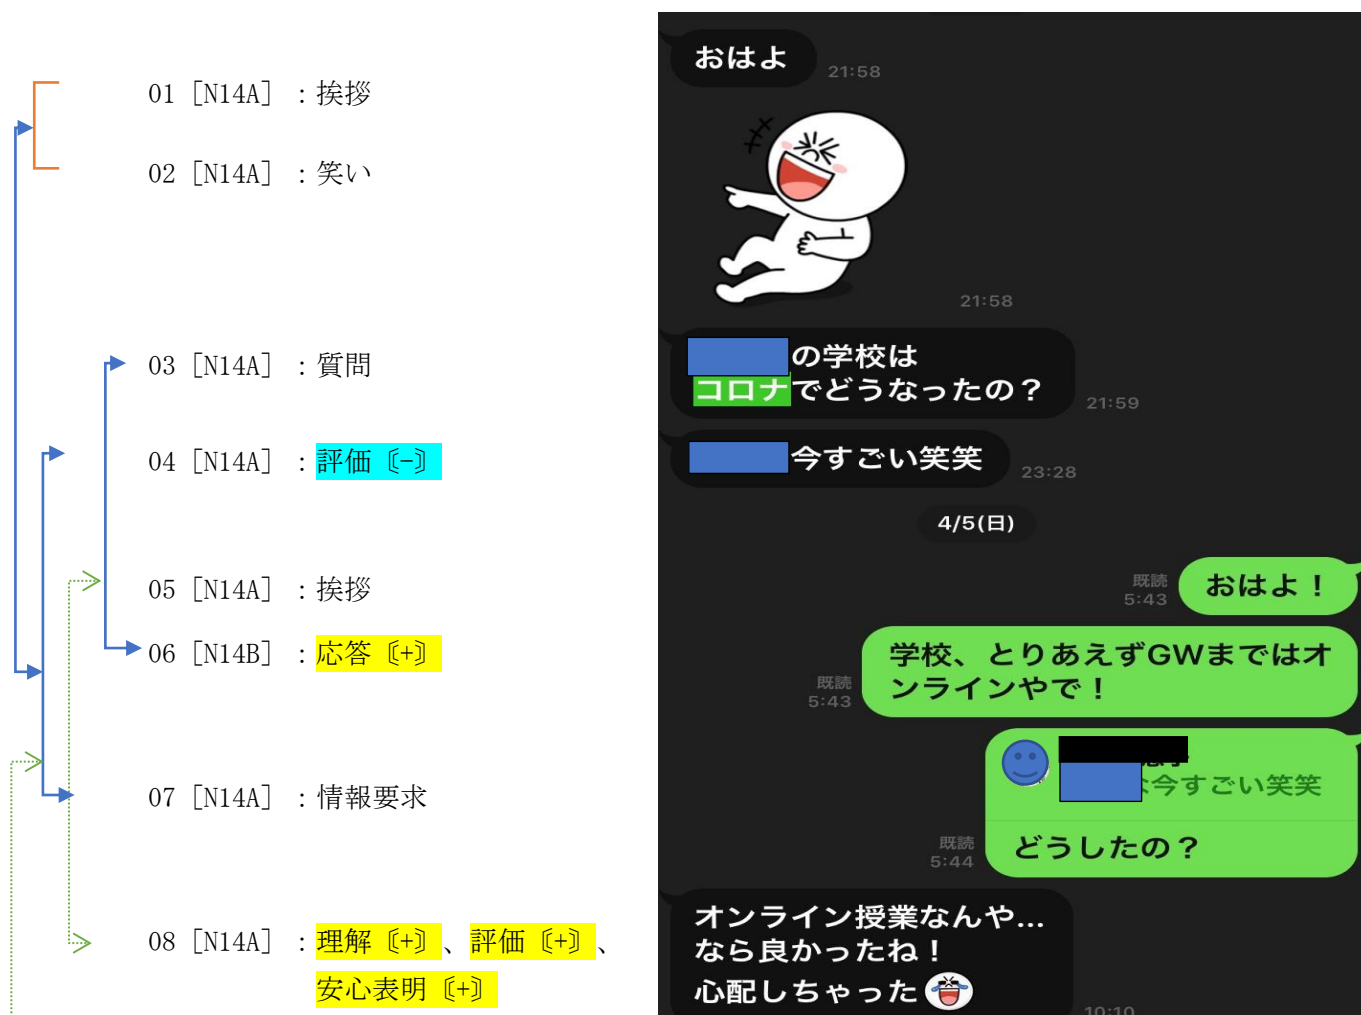 01［N14A］：挨拶
02［N14A］：笑い
03［N14A］：質問
04［N14A］：評価〔−〕
05［N14A］：挨拶
06［N14B］：応答〔+〕
07［N14A］：情報要求
08［N14A］：理解〔+〕、評価〔+〕、
安心表明〔+〕
おはよ
21:58
21:58
の学校は
コロナでどうなったの？
21:59
今すごい笑笑
23:28
4/5(日)
既読
5:43
おはよ！
学校、とりあえずGWまではオ
ンラインやで！
既読
5:43
今すごい笑笑
どうしたの？
既読
5:44
オンライン授業なんや…
なら良かったね！
心配しちゃった
10:10